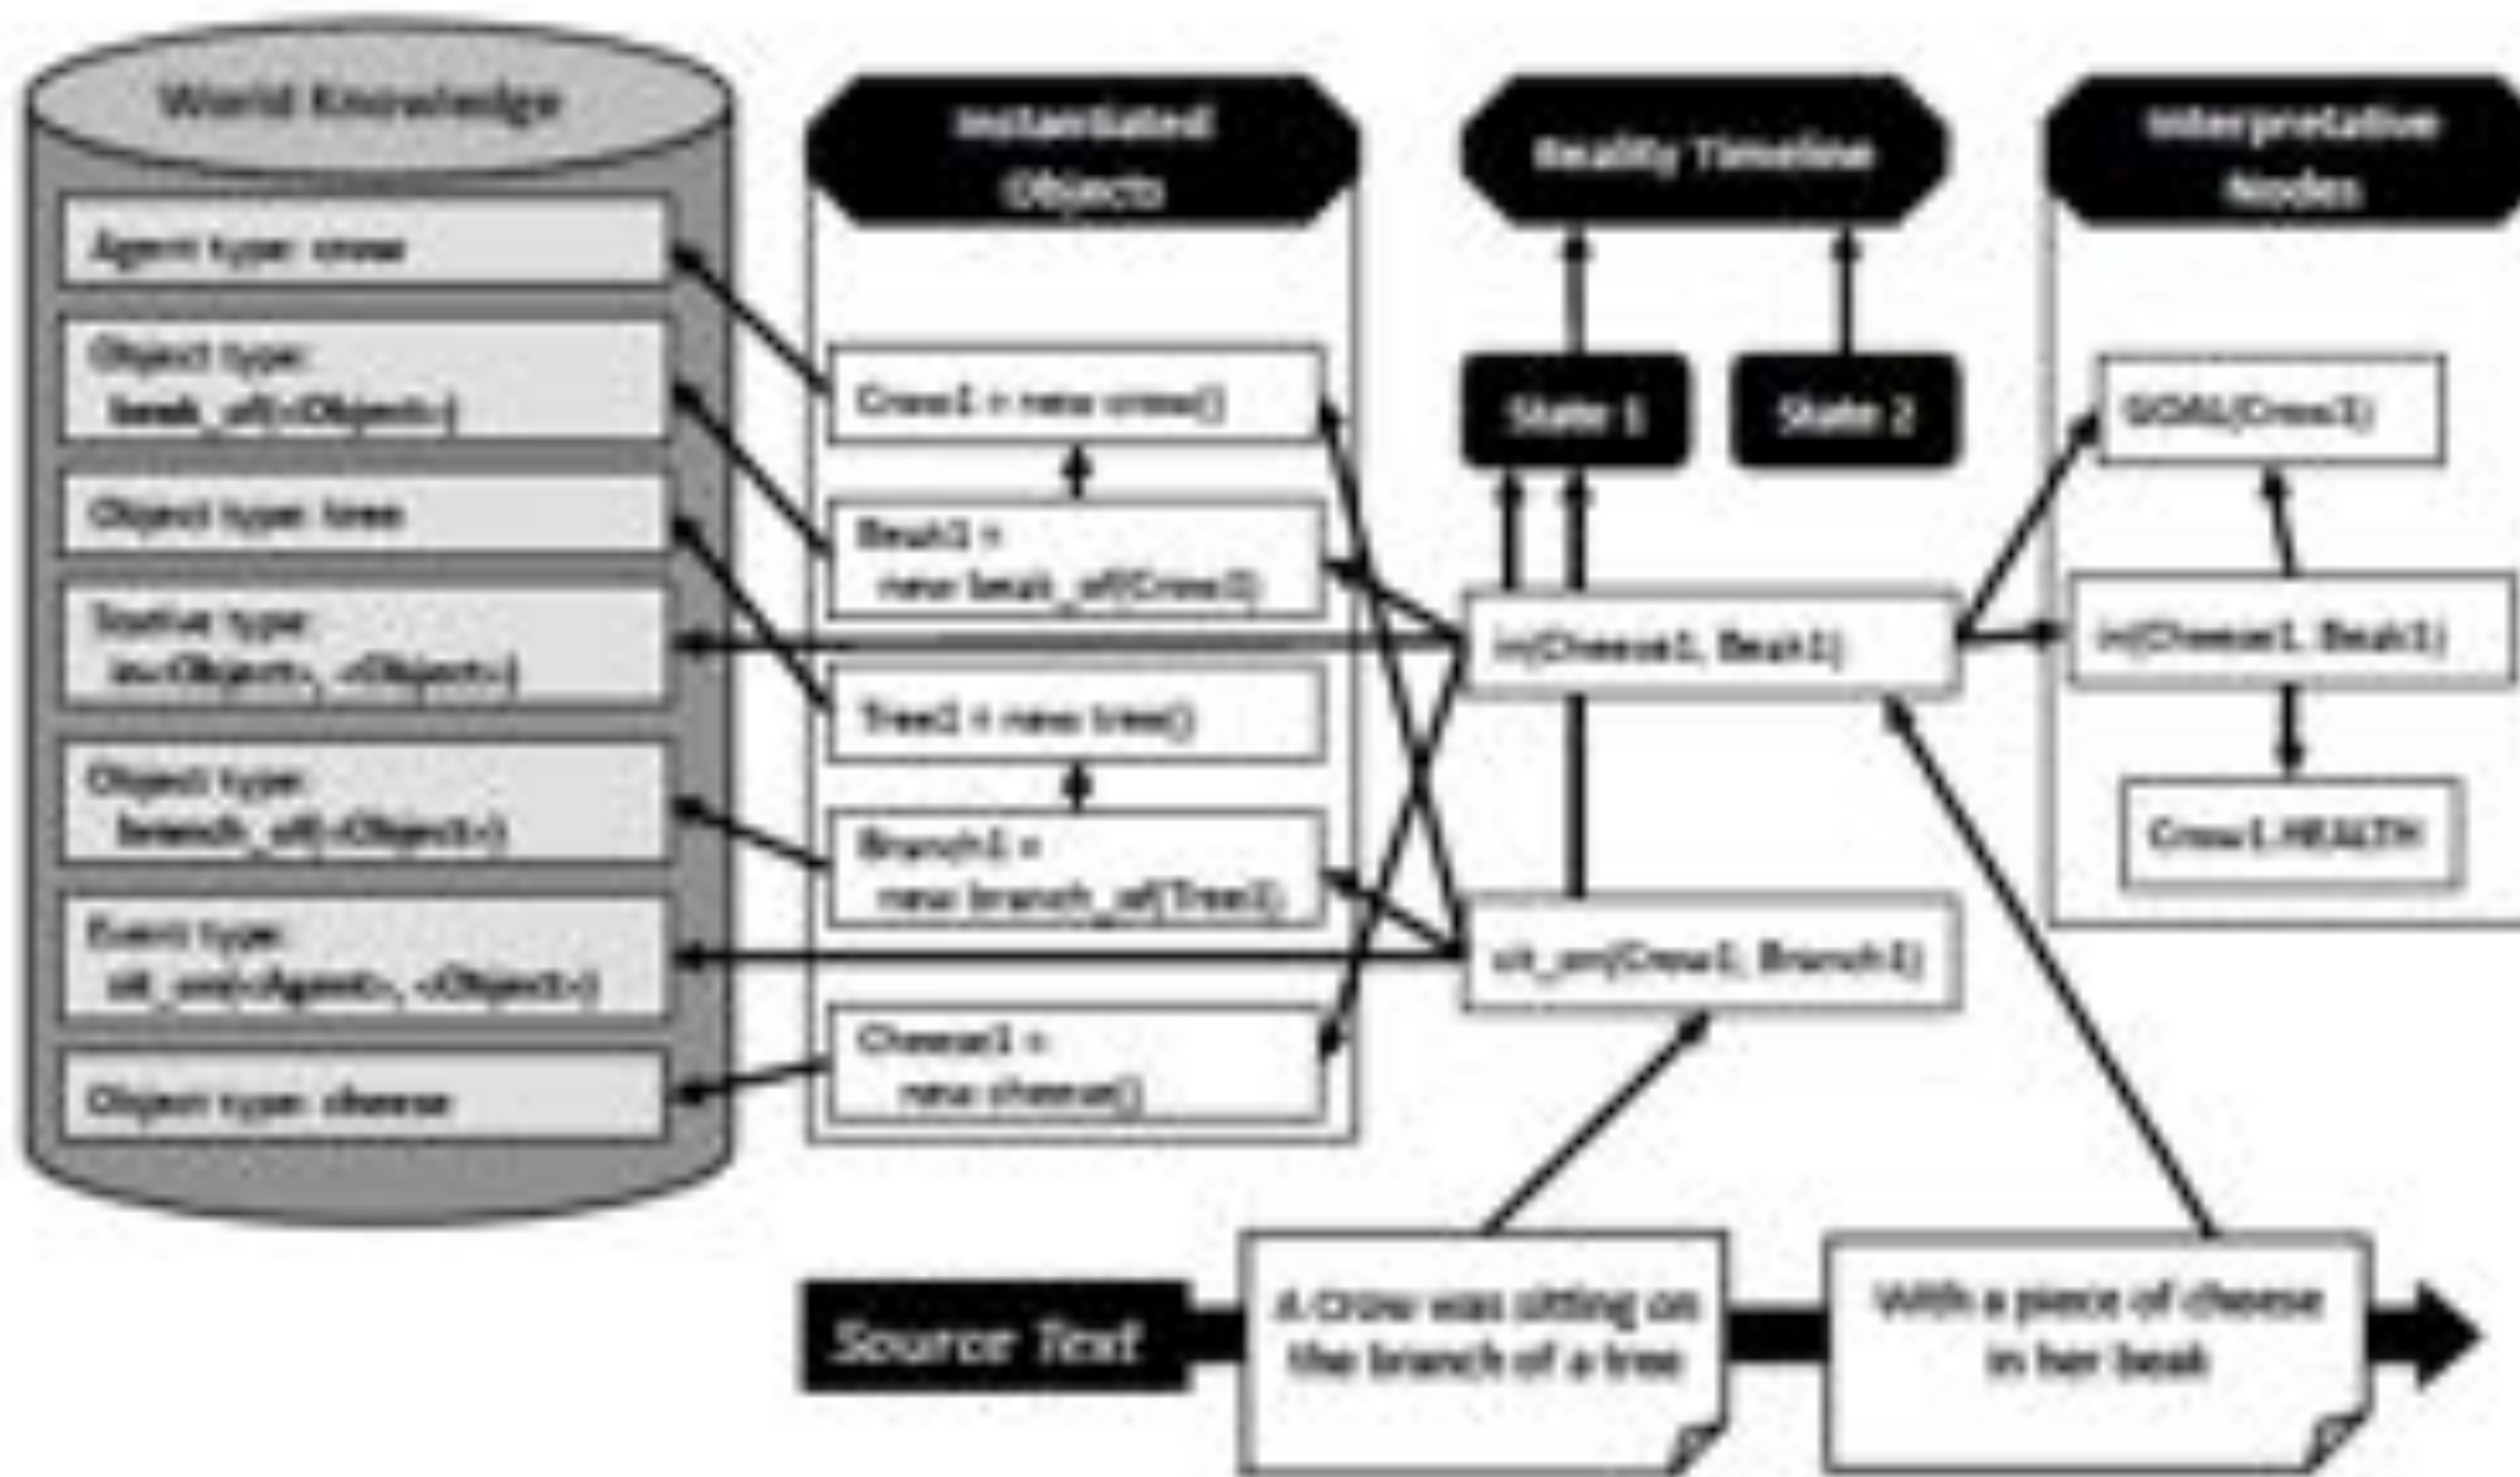 World Knowledge
Agent type: crow
Object type:
beak_of(<Object>)
Object type: tree
Stative type:
in(<Object>, <Object>)
Object type:
branch_of(<Object>)
Event type:
sit_on(<Agent>, <Object>)
Object type: cheese
Instantiated
Objects
Crow1 = new crow()
Beak1 =
new beak_of(Crow1)
Tree1 = new tree()
Branch1 =
new branch_of(Tree1)
Cheese1 =
new cheese()
Reality Timeline
State 1
State 2
in(Cheese1, Beak1)
sit_on(Crow1, Branch1)
Interpretative
Nodes
GOAL(Crow1)
in(Cheese1, Beak1)
Crow1.HEALTH
Source Text
A Crow was sitting on
the branch of a tree
With a piece of cheese
in her beak